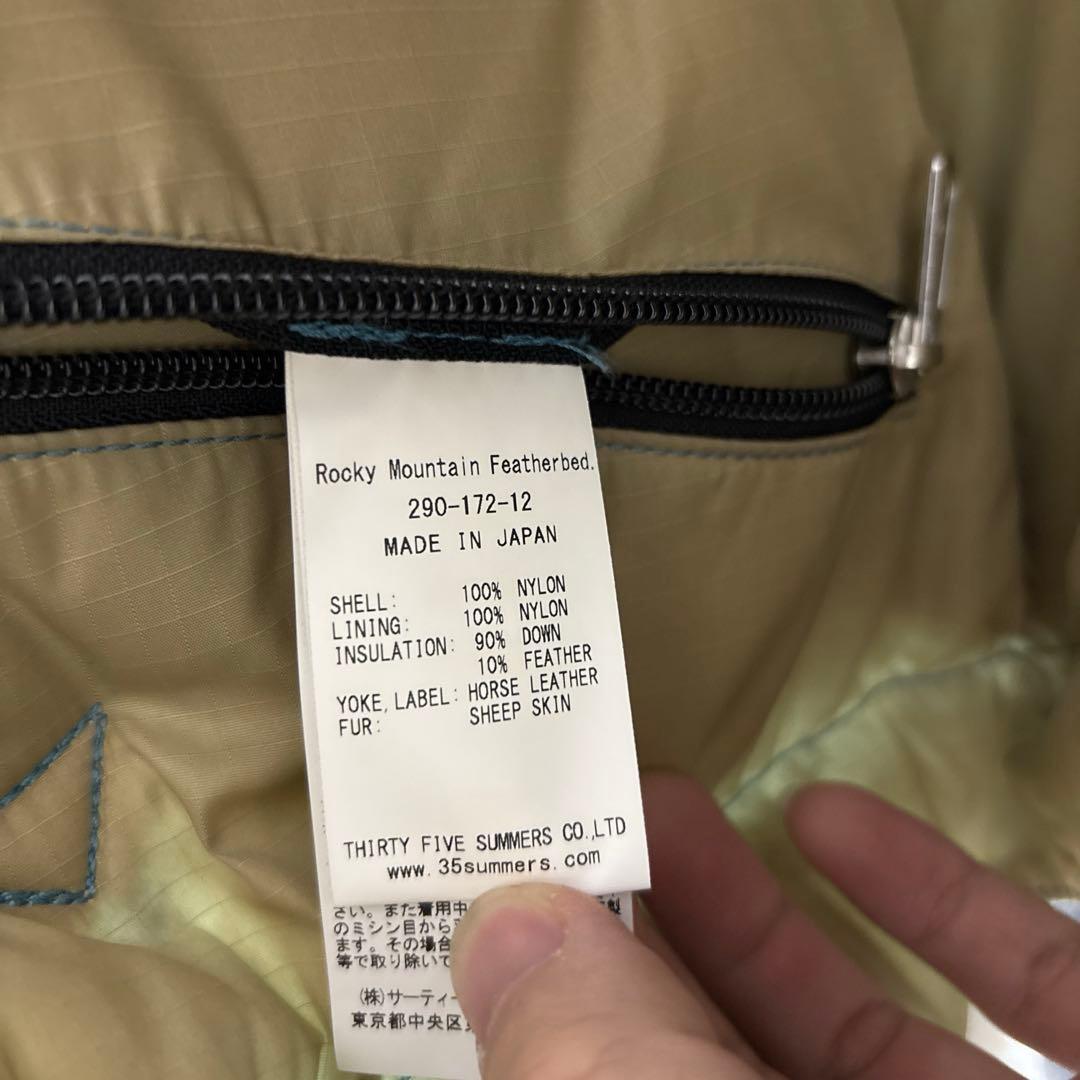 Rocky Mountain Featherbed.
290-172-12
MADE IN JAPAN
SHELL: 100% NYLON
LINING: 100% NYLON
INSULATION: 90% DOWN
10% FEATHER
YOKE, LABEL: HORSE LEATHER
FUR: SHEEP SKIN
THIRTY FIVE SUMMERS CO.,LTD
www.35summers.com
さい。また着用中
のミシン目から
ます。その場合
等で取り除いて
(株)サーティ
東京都中央区